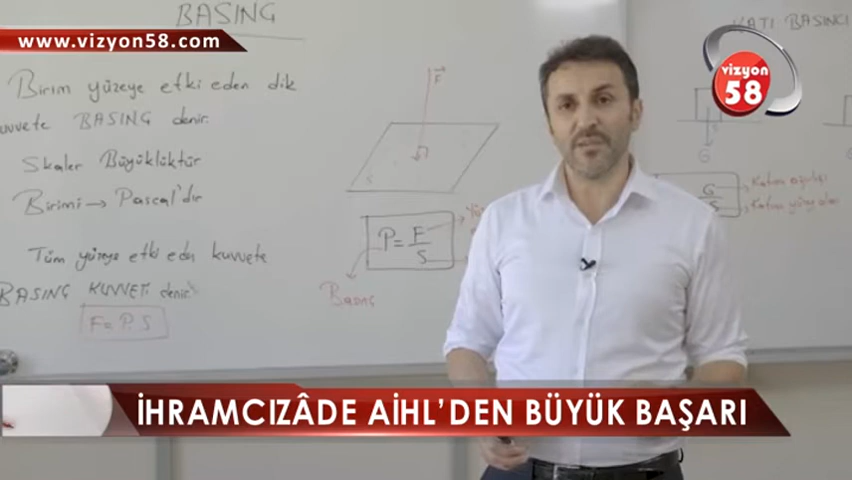 BASINÇ
www.vizyon58.com
Birim yüzeye etki eden dik
kuvvete BASINÇ denir.
Skaler Büyüklüktür
Birimi → Pascal'dır
Tüm yüzeye etki eden kuvvete
BASINÇ KUVVETİ denir.
F = P.S
F
S
P = F/S
Basınç
KATI BASINCI
vizyon
58
S
G
G/S
Katının ağırlığı
Katının yüzey alanı
İHRAMCIZÂDE AİHL'DEN BÜYÜK BAŞARI